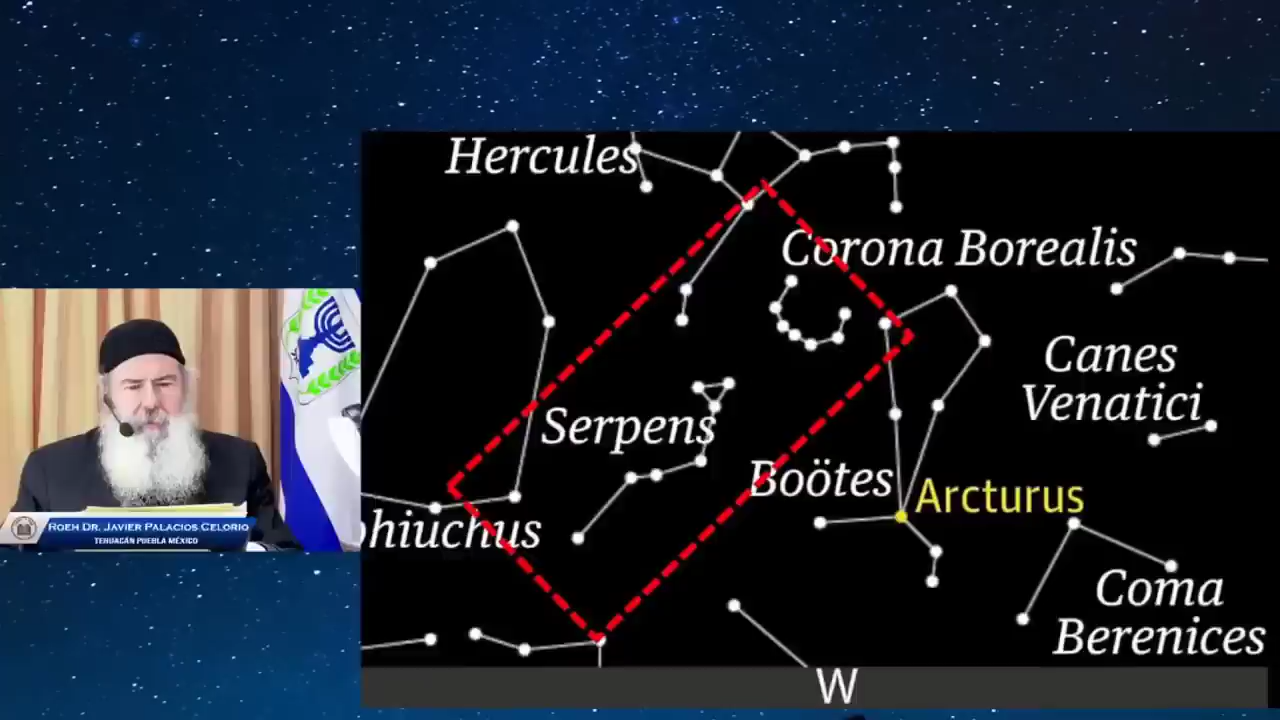 Hercules
Corona Borealis
Canes
Venatici
Serpens
Boötes
Arcturus
phiuchus
Coma
Berenices
W
Roeh Dr. Javier Palacios Celorio
TEHUACÁN PUEBLA MÉXICO